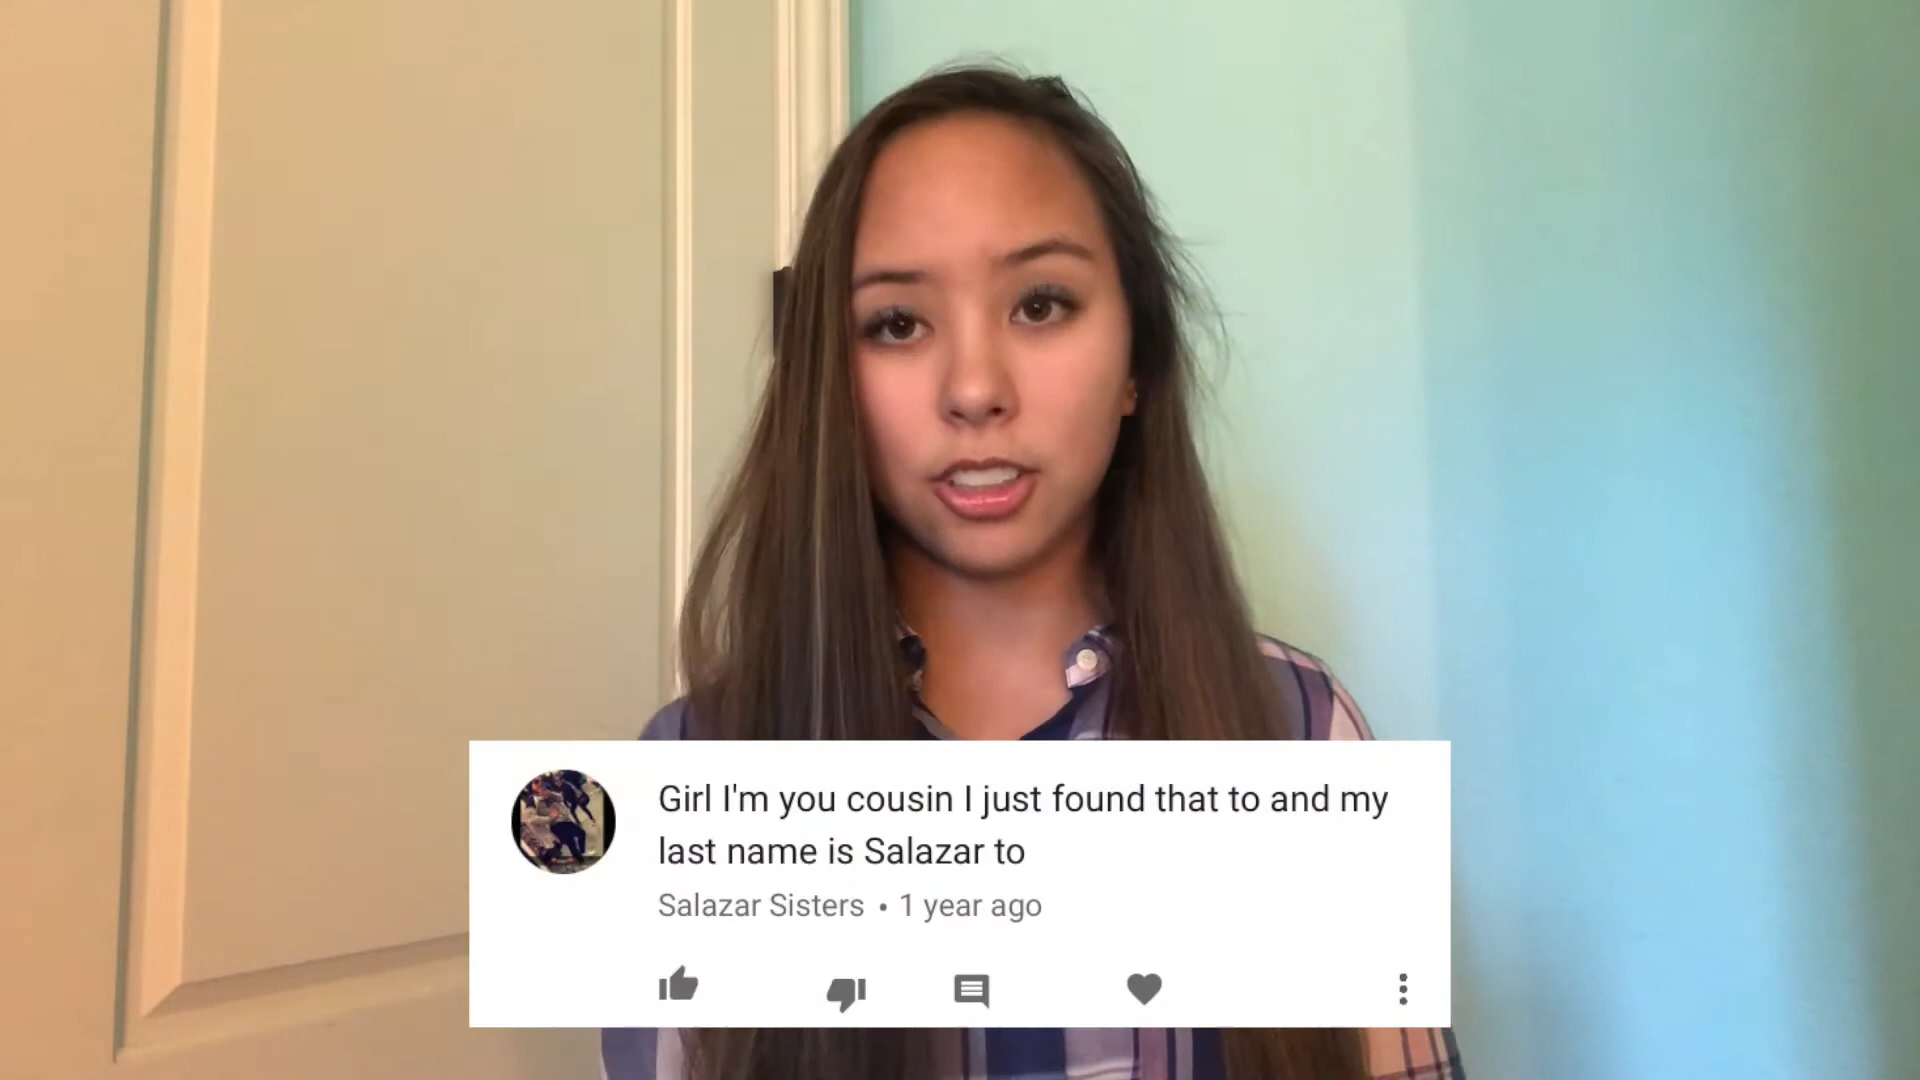 Girl I'm you cousin I just found that to and my
last name is Salazar to
Salazar Sisters • 1 year ago